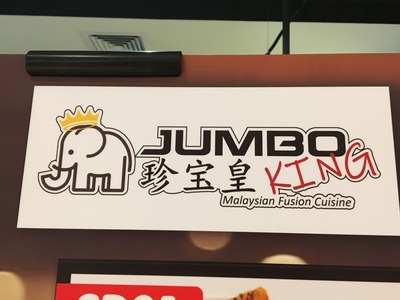 JUMBO
珍宝皇 KING
Malaysian Fusion Cuisine